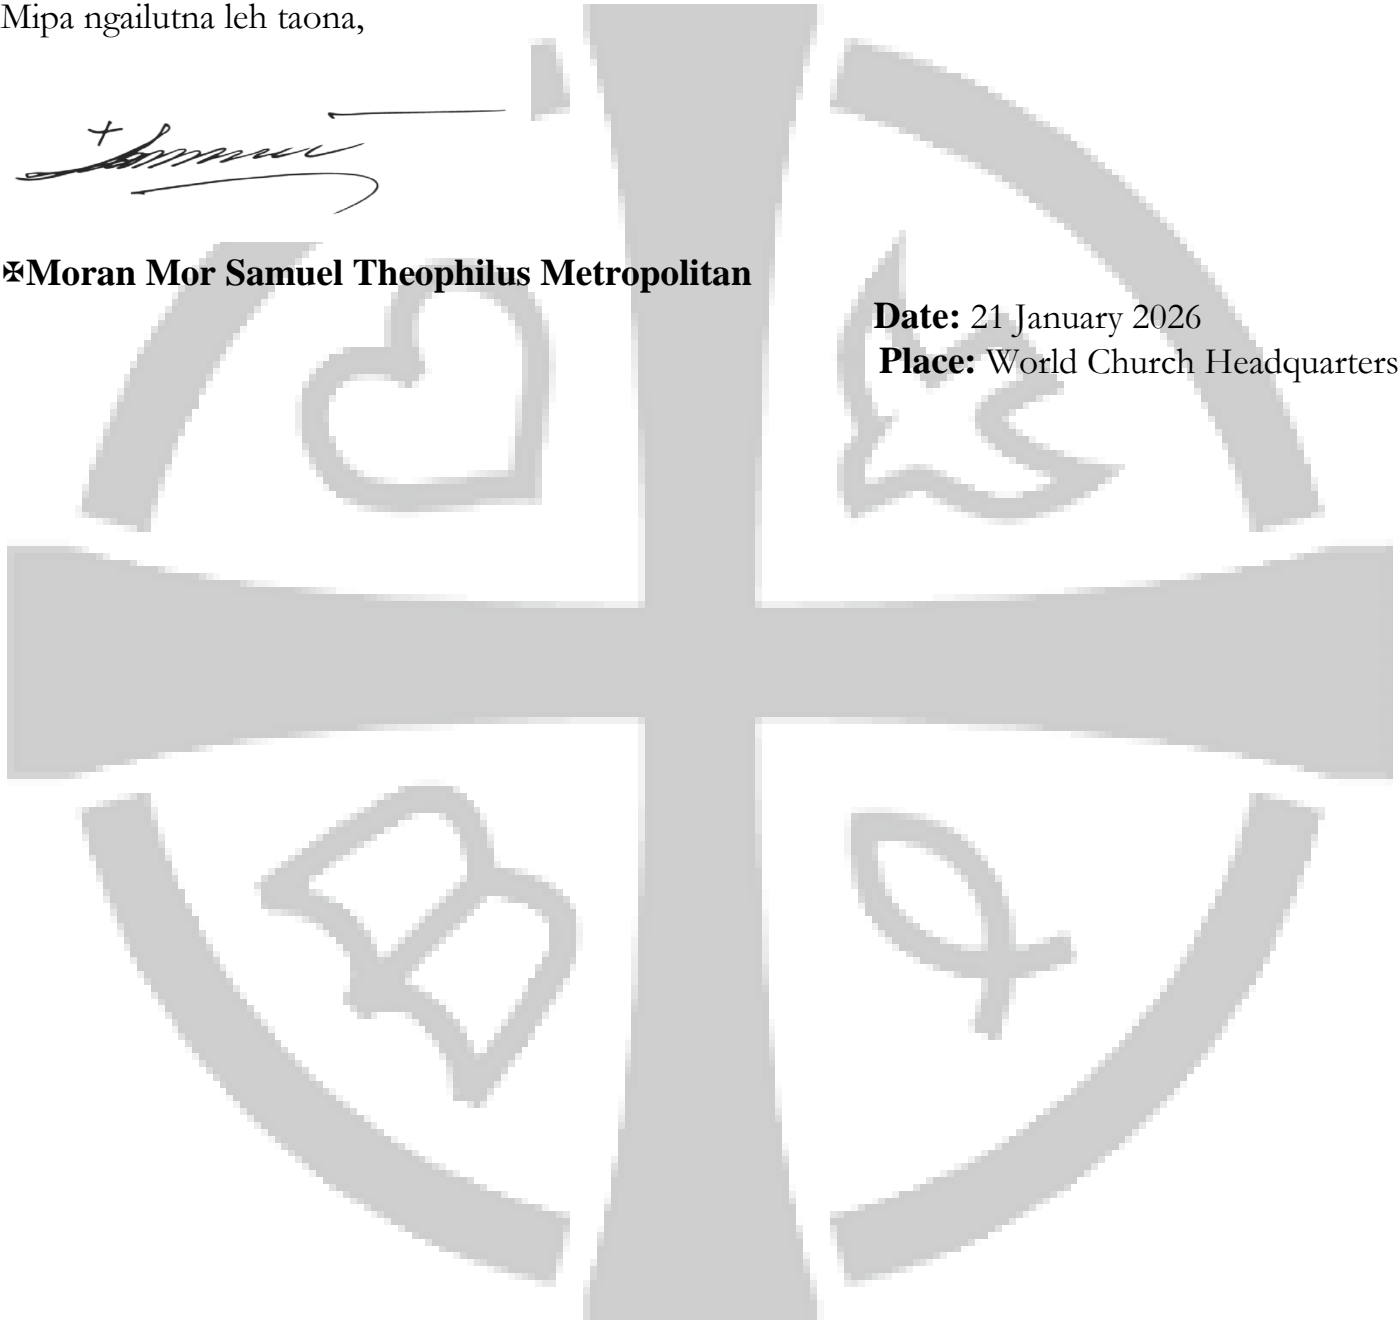 Mipa ngailutna leh taona,
✠Moran Mor Samuel Theophilus Metropolitan
Date: 21 January 2026
Place: World Church Headquarters